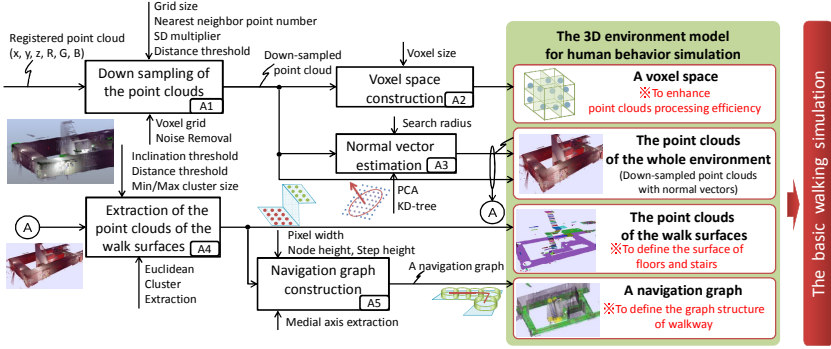 Grid size
Nearest neighbor point number
SD multiplier
Distance threshold
Registered point cloud
(x, y, z, R, G, B)
Down sampling of
the point clouds
A1
Down-sampled
point cloud
Voxel grid
Noise Removal
Voxel size
Voxel space
construction
A2
Search radius
Normal vector
estimation
A3
PCA
KD-tree
A
Inclination threshold
Distance threshold
Min/Max cluster size
A
Extraction of the
point clouds of the
walk surfaces
A4
Euclidean
Cluster
Extraction
Pixel width
Node height, Step height
Navigation graph
construction
A5
A navigation graph
Medial axis extraction
The 3D environment model
for human behavior simulation
A voxel space
※To enhance
point clouds processing efficiency
The point clouds
of the whole environment
(Down-sampled point clouds
with normal vectors)
The point clouds
of the walk surfaces
※To define the surface of
floors and stairs
A navigation graph
※To define the graph structure
of walkway
The basic walking simulation